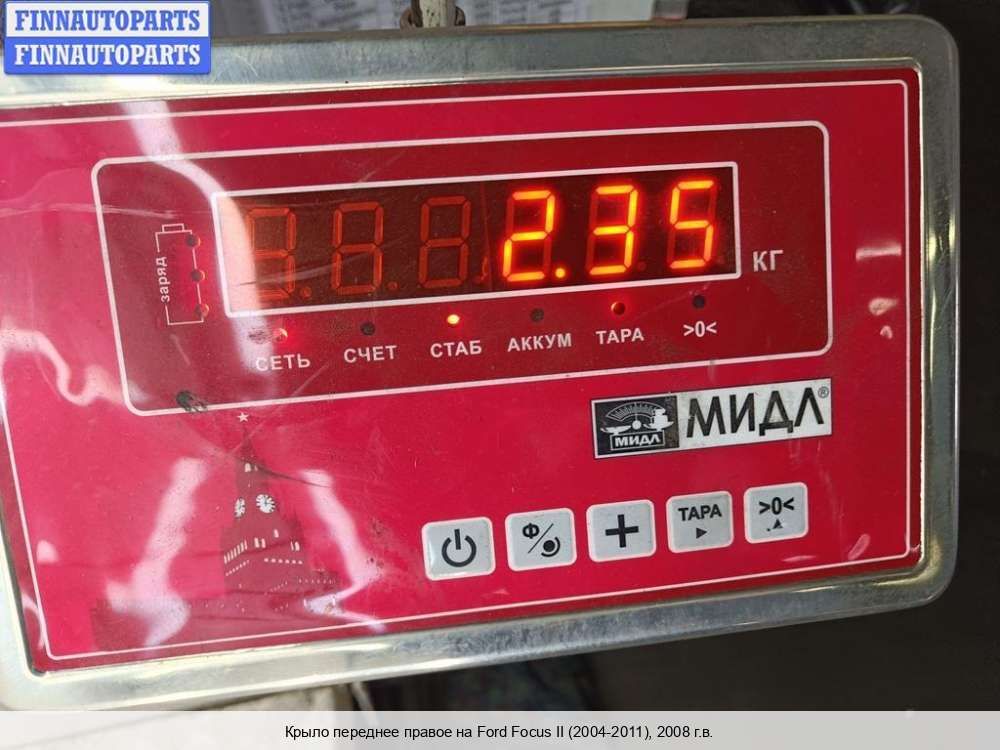 FINNAUTOPARTS
FINNAUTOPARTS
2.35
КГ
заряд
СЕТЬ СЧЕТ СТАБ АККУМ ТАРА >0<
МИДЛ МИДЛ®
Ф ТАРА >0<
Крыло переднее правое на Ford Focus II (2004-2011), 2008 г.в.